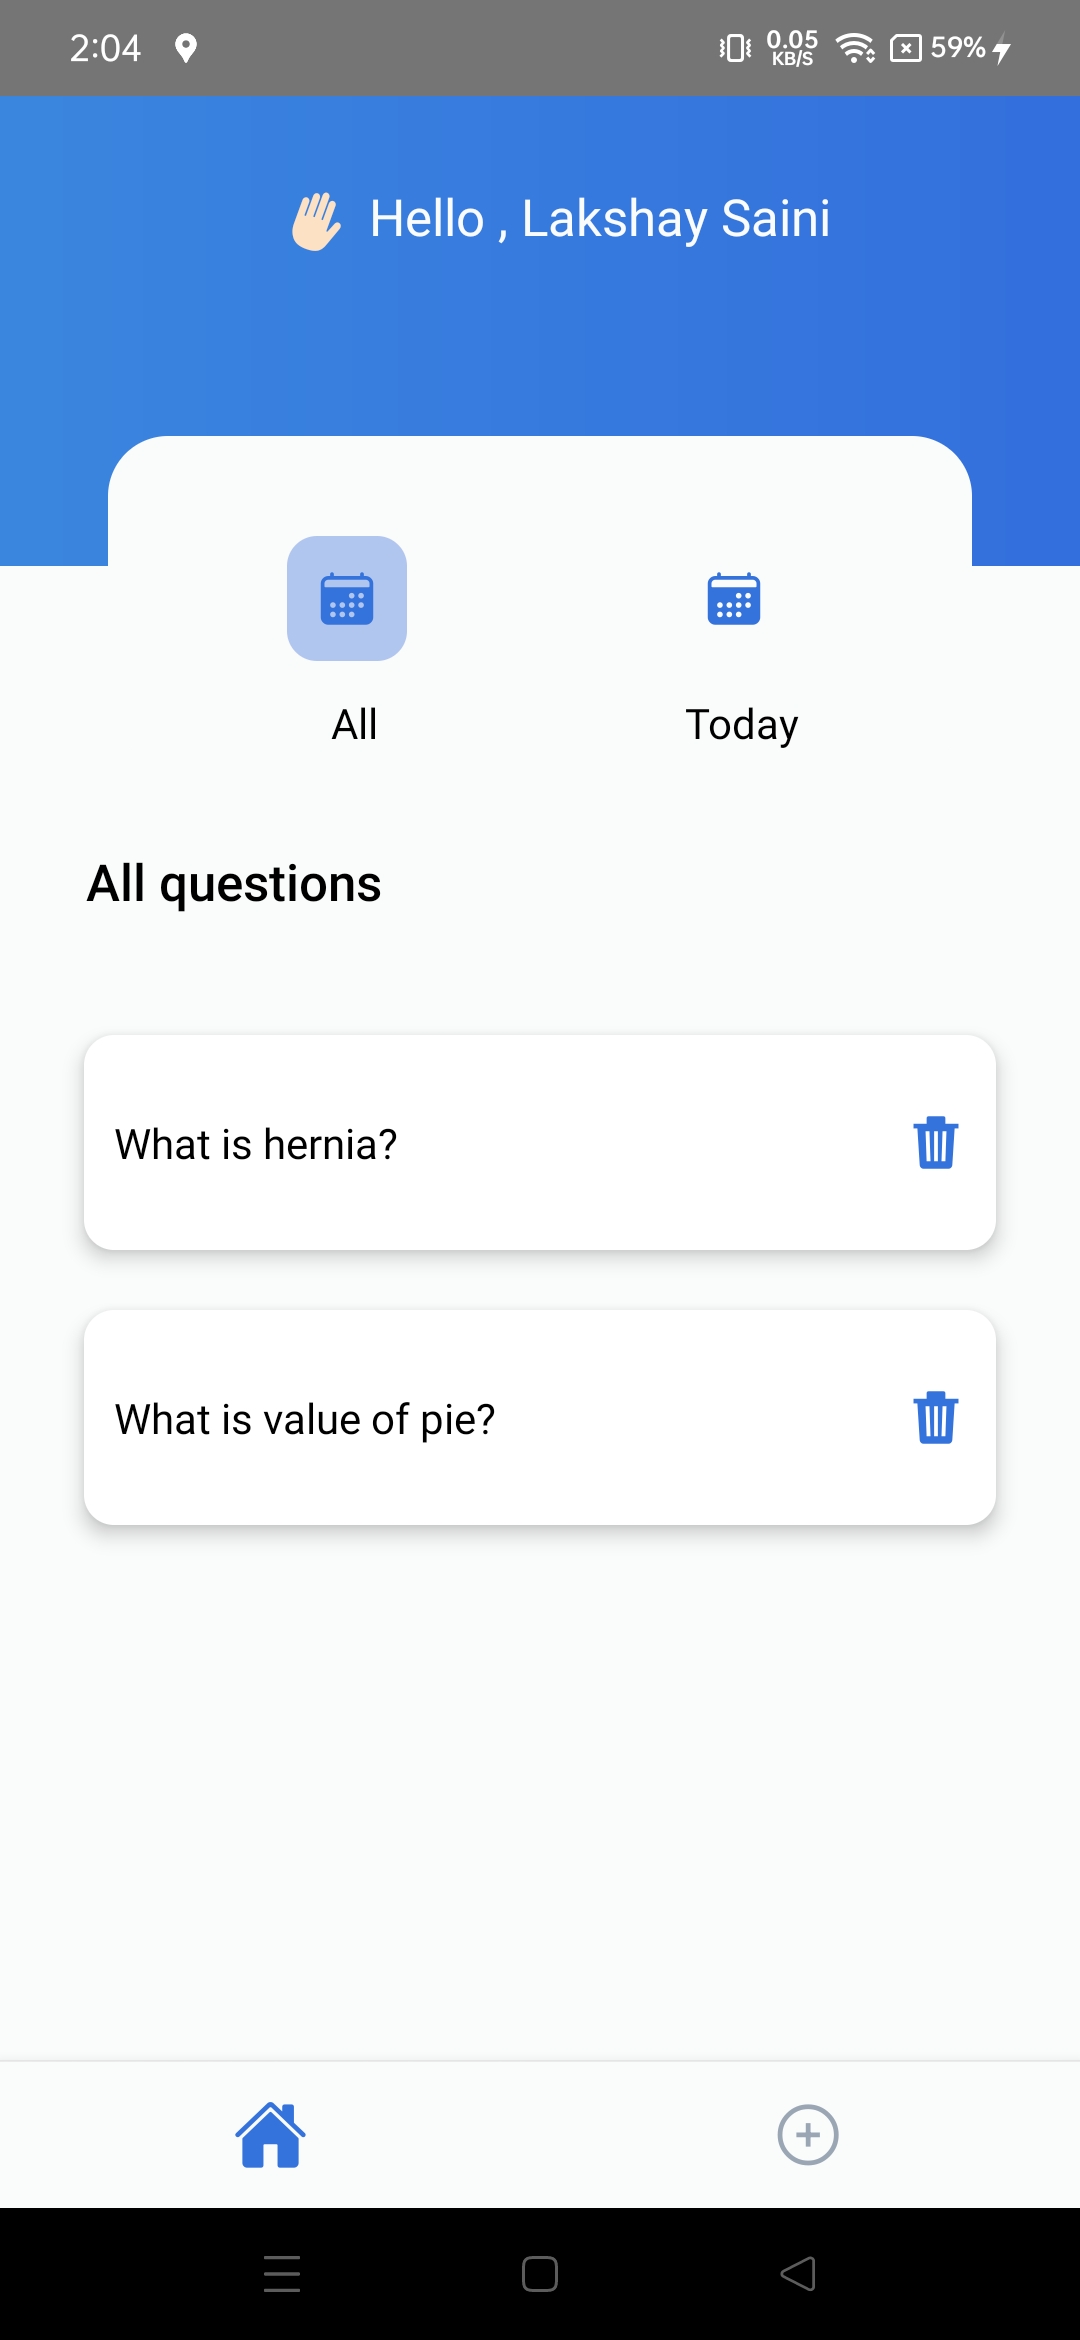 2:04 0.05 KB/S 59%
Hello , Lakshay Saini
All Today
All questions
What is hernia?
What is value of pie?